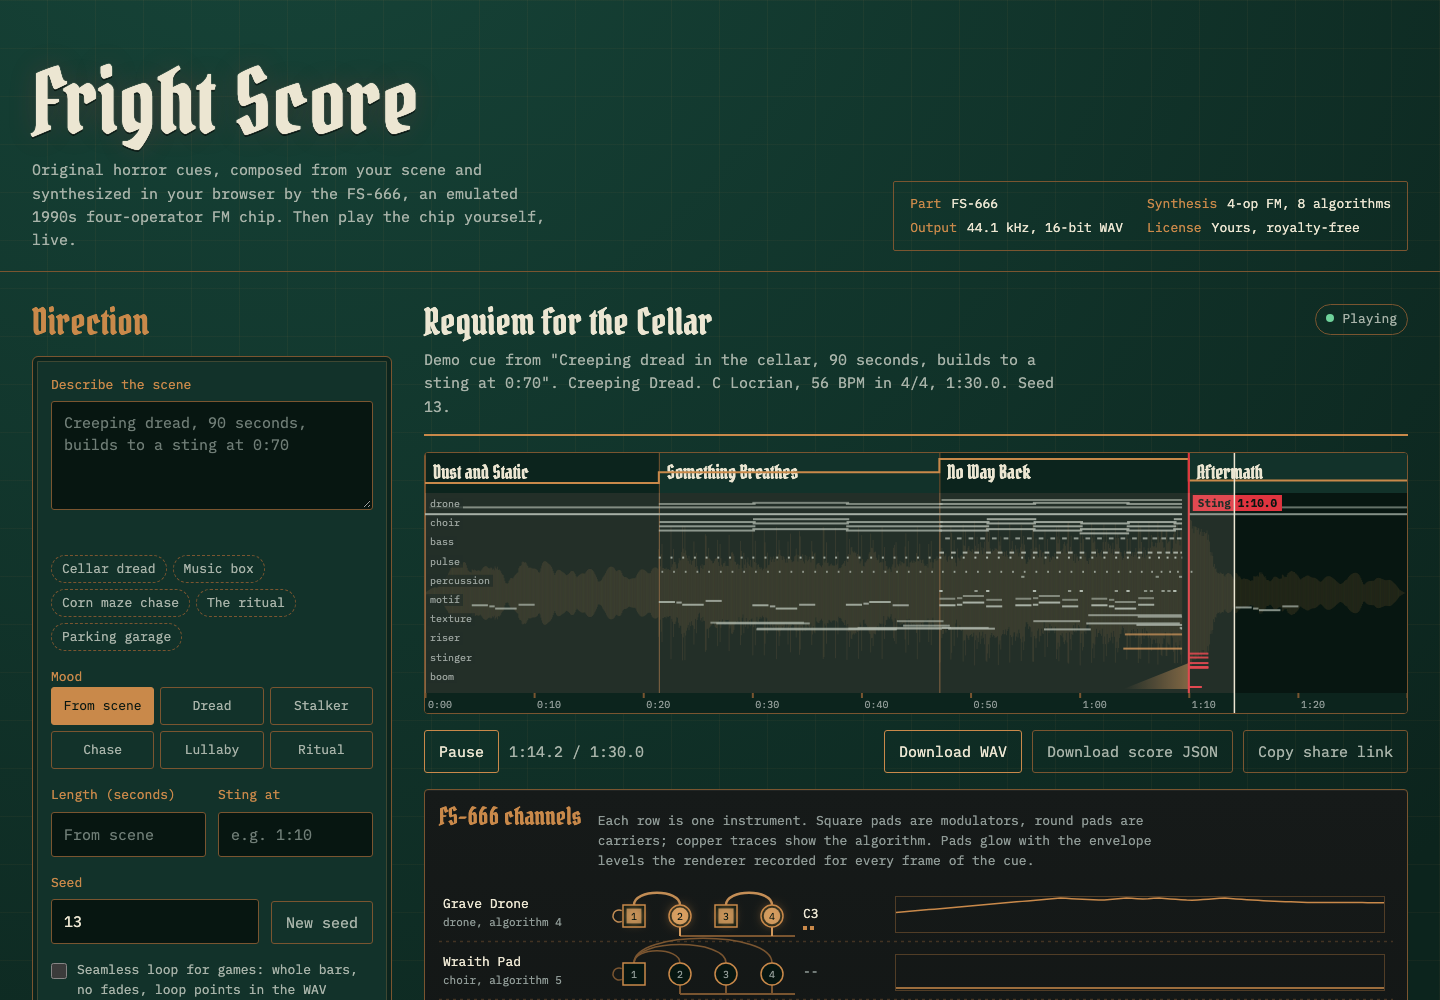 Fright Score
Original horror cues, composed from your scene and
synthesized in your browser by the FS-666, an emulated
1990s four-operator FM chip. Then play the chip yourself,
live.
Part FS-666 Synthesis 4-op FM, 8 algorithms
Output 44.1 kHz, 16-bit WAV License Yours, royalty-free
Direction
Describe the scene
Creeping dread, 90 seconds,
builds to a sting at 0:70
Cellar dread Music box
Corn maze chase The ritual
Parking garage
Mood
From scene Dread Stalker
Chase Lullaby Ritual
Length (seconds) Sting at
From scene e.g. 1:10
Seed
13 New seed
Seamless loop for games: whole bars,
no fades, loop points in the WAV
Requiem for the Cellar
Playing
Demo cue from "Creeping dread in the cellar, 90 seconds, builds to a
sting at 0:70". Creeping Dread. C Locrian, 56 BPM in 4/4, 1:30.0. Seed
13.
Dust and Static Something Breathes No Way Back Aftermath
drone Sting 1:10.0
choir
bass
pulse
percussion
motif
texture
riser
stinger
boom
0:00 0:10 0:20 0:30 0:40 0:50 1:00 1:10 1:20
Pause 1:14.2 / 1:30.0 Download WAV Download score JSON Copy share link
FS-666 channels
Each row is one instrument. Square pads are modulators, round pads are
carriers; copper traces show the algorithm. Pads glow with the envelope
levels the renderer recorded for every frame of the cue.
Grave Drone
drone, algorithm 4
1 2 3 4 C3
Wraith Pad
choir, algorithm 5
1 2 3 4 --